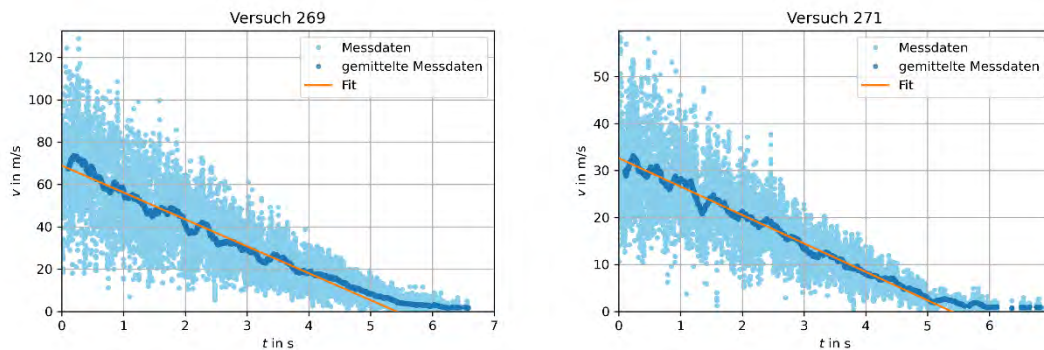 Versuch 269
v in m/s
120
100
80
60
40
20
0
0 1 2 3 4 5 6 7
t in s
Messdaten
gemittelte Messdaten
Fit
Versuch 271
v in m/s
50
40
30
20
10
0
0 1 2 3 4 5 6
t in s
Messdaten
gemittelte Messdaten
Fit